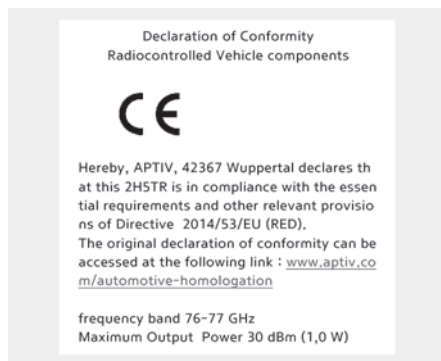 Declaration of Conformity
Radiocontrolled Vehicle components
CE
Hereby, APTIV, 42367 Wuppertal declares th
at this 2H5TR is in compliance with the essen
tial requirements and other relevant provisio
ns of Directive 2014/53/EU (RED).
The original declaration of conformity can be
accessed at the following link : www.aptiv.co
m/automotive-homologation
frequency band 76-77 GHz
Maximum Output Power 30 dBm (1,0 W)